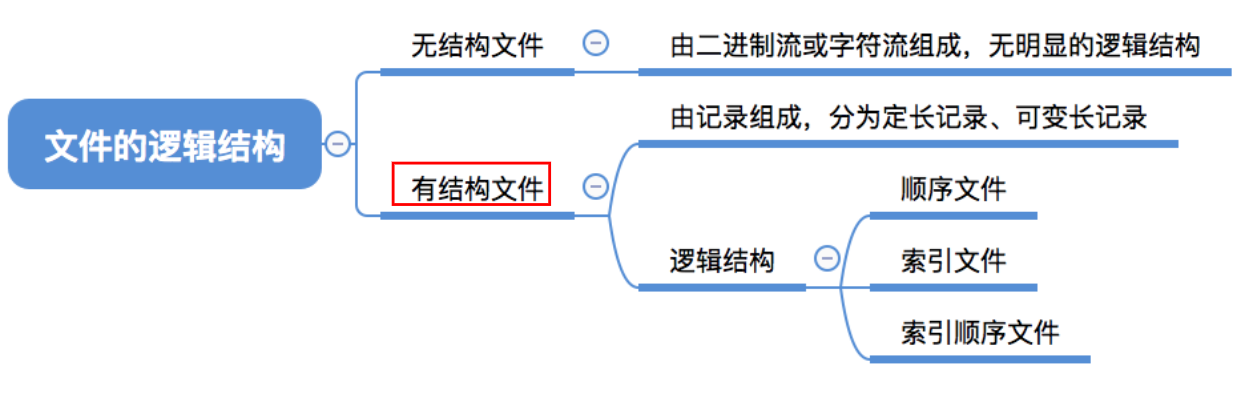 文件的逻辑结构
无结构文件
由二进制流或字符流组成，无明显的逻辑结构
有结构文件
由记录组成，分为定长记录、可变长记录
逻辑结构
顺序文件
索引文件
索引顺序文件